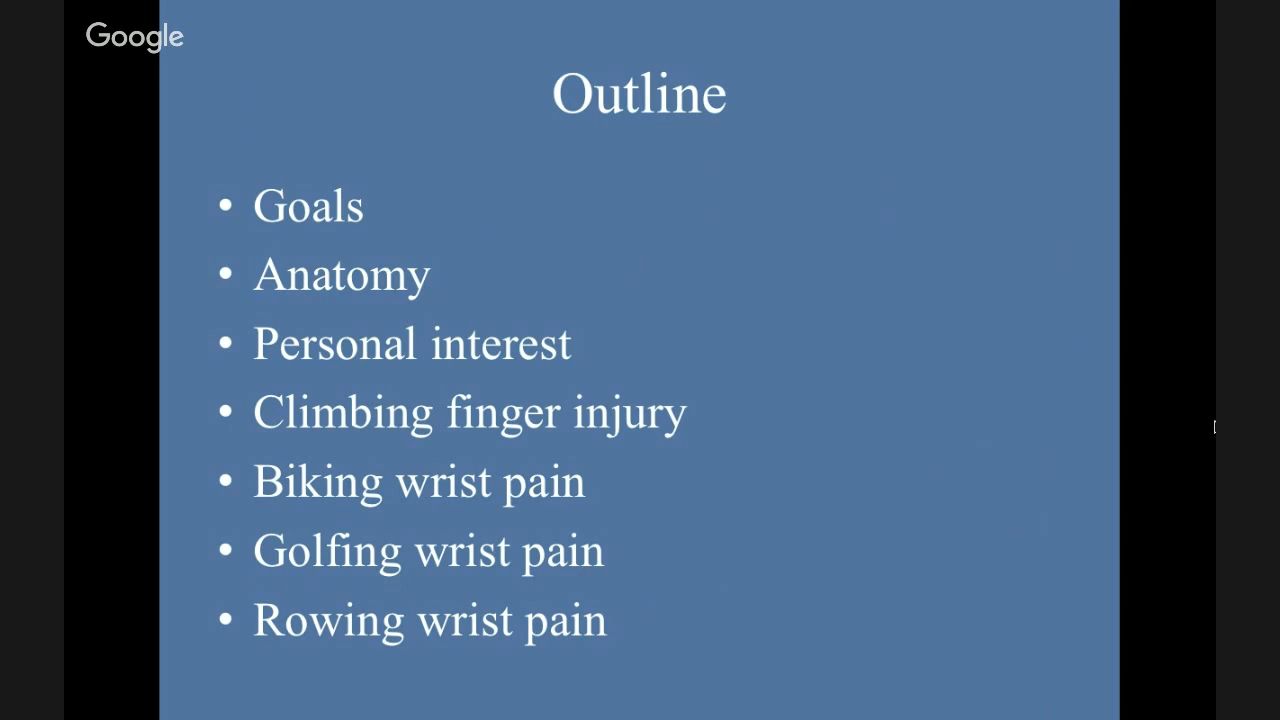 Google
Outline
• Goals
• Anatomy
• Personal interest
• Climbing finger injury
• Biking wrist pain
• Golfing wrist pain
• Rowing wrist pain